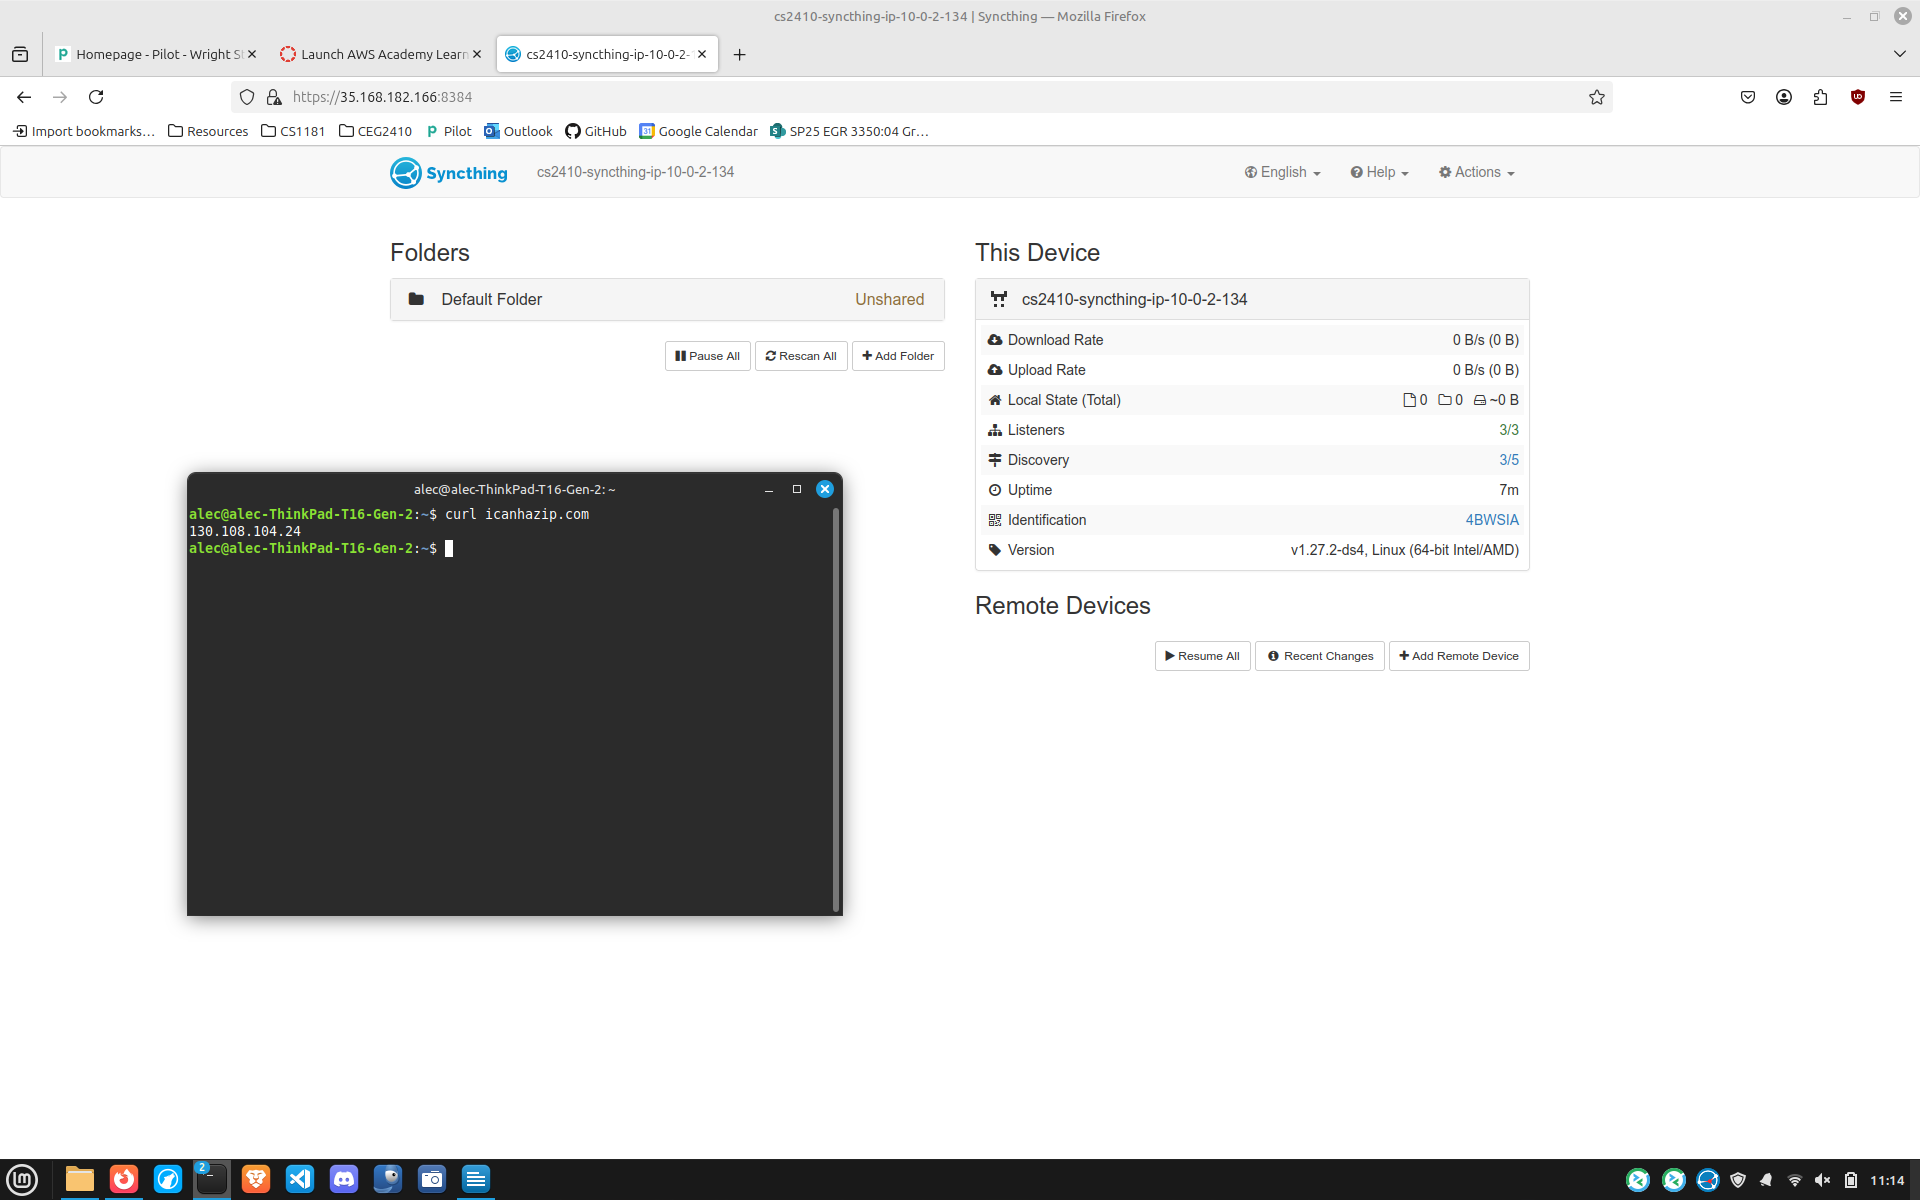 cs2410-syncthing-ip-10-0-2-134 | Syncthing — Mozilla Firefox
Homepage - Pilot - Wright S
Launch AWS Academy Learn
cs2410-syncthing-ip-10-0-2-
https://35.168.182.166:8384
Import bookmarks…
Resources
CS1181
CEG2410
Pilot
Outlook
GitHub
Google Calendar
SP25 EGR 3350:04 Gr…
Syncthing
cs2410-syncthing-ip-10-0-2-134
English
Help
Actions
Folders
Default Folder
Unshared
Pause All
Rescan All
Add Folder
This Device
cs2410-syncthing-ip-10-0-2-134
Download Rate 0 B/s (0 B)
Upload Rate 0 B/s (0 B)
Local State (Total) 0 0 ~0 B
Listeners 3/3
Discovery 3/5
Uptime 7m
Identification 4BWSIA
Version v1.27.2-ds4, Linux (64-bit Intel/AMD)
Remote Devices
Resume All
Recent Changes
Add Remote Device
alec@alec-ThinkPad-T16-Gen-2: ~
alec@alec-ThinkPad-T16-Gen-2:~$ curl icanhazip.com
130.108.104.24
alec@alec-ThinkPad-T16-Gen-2:~$
2
11:14